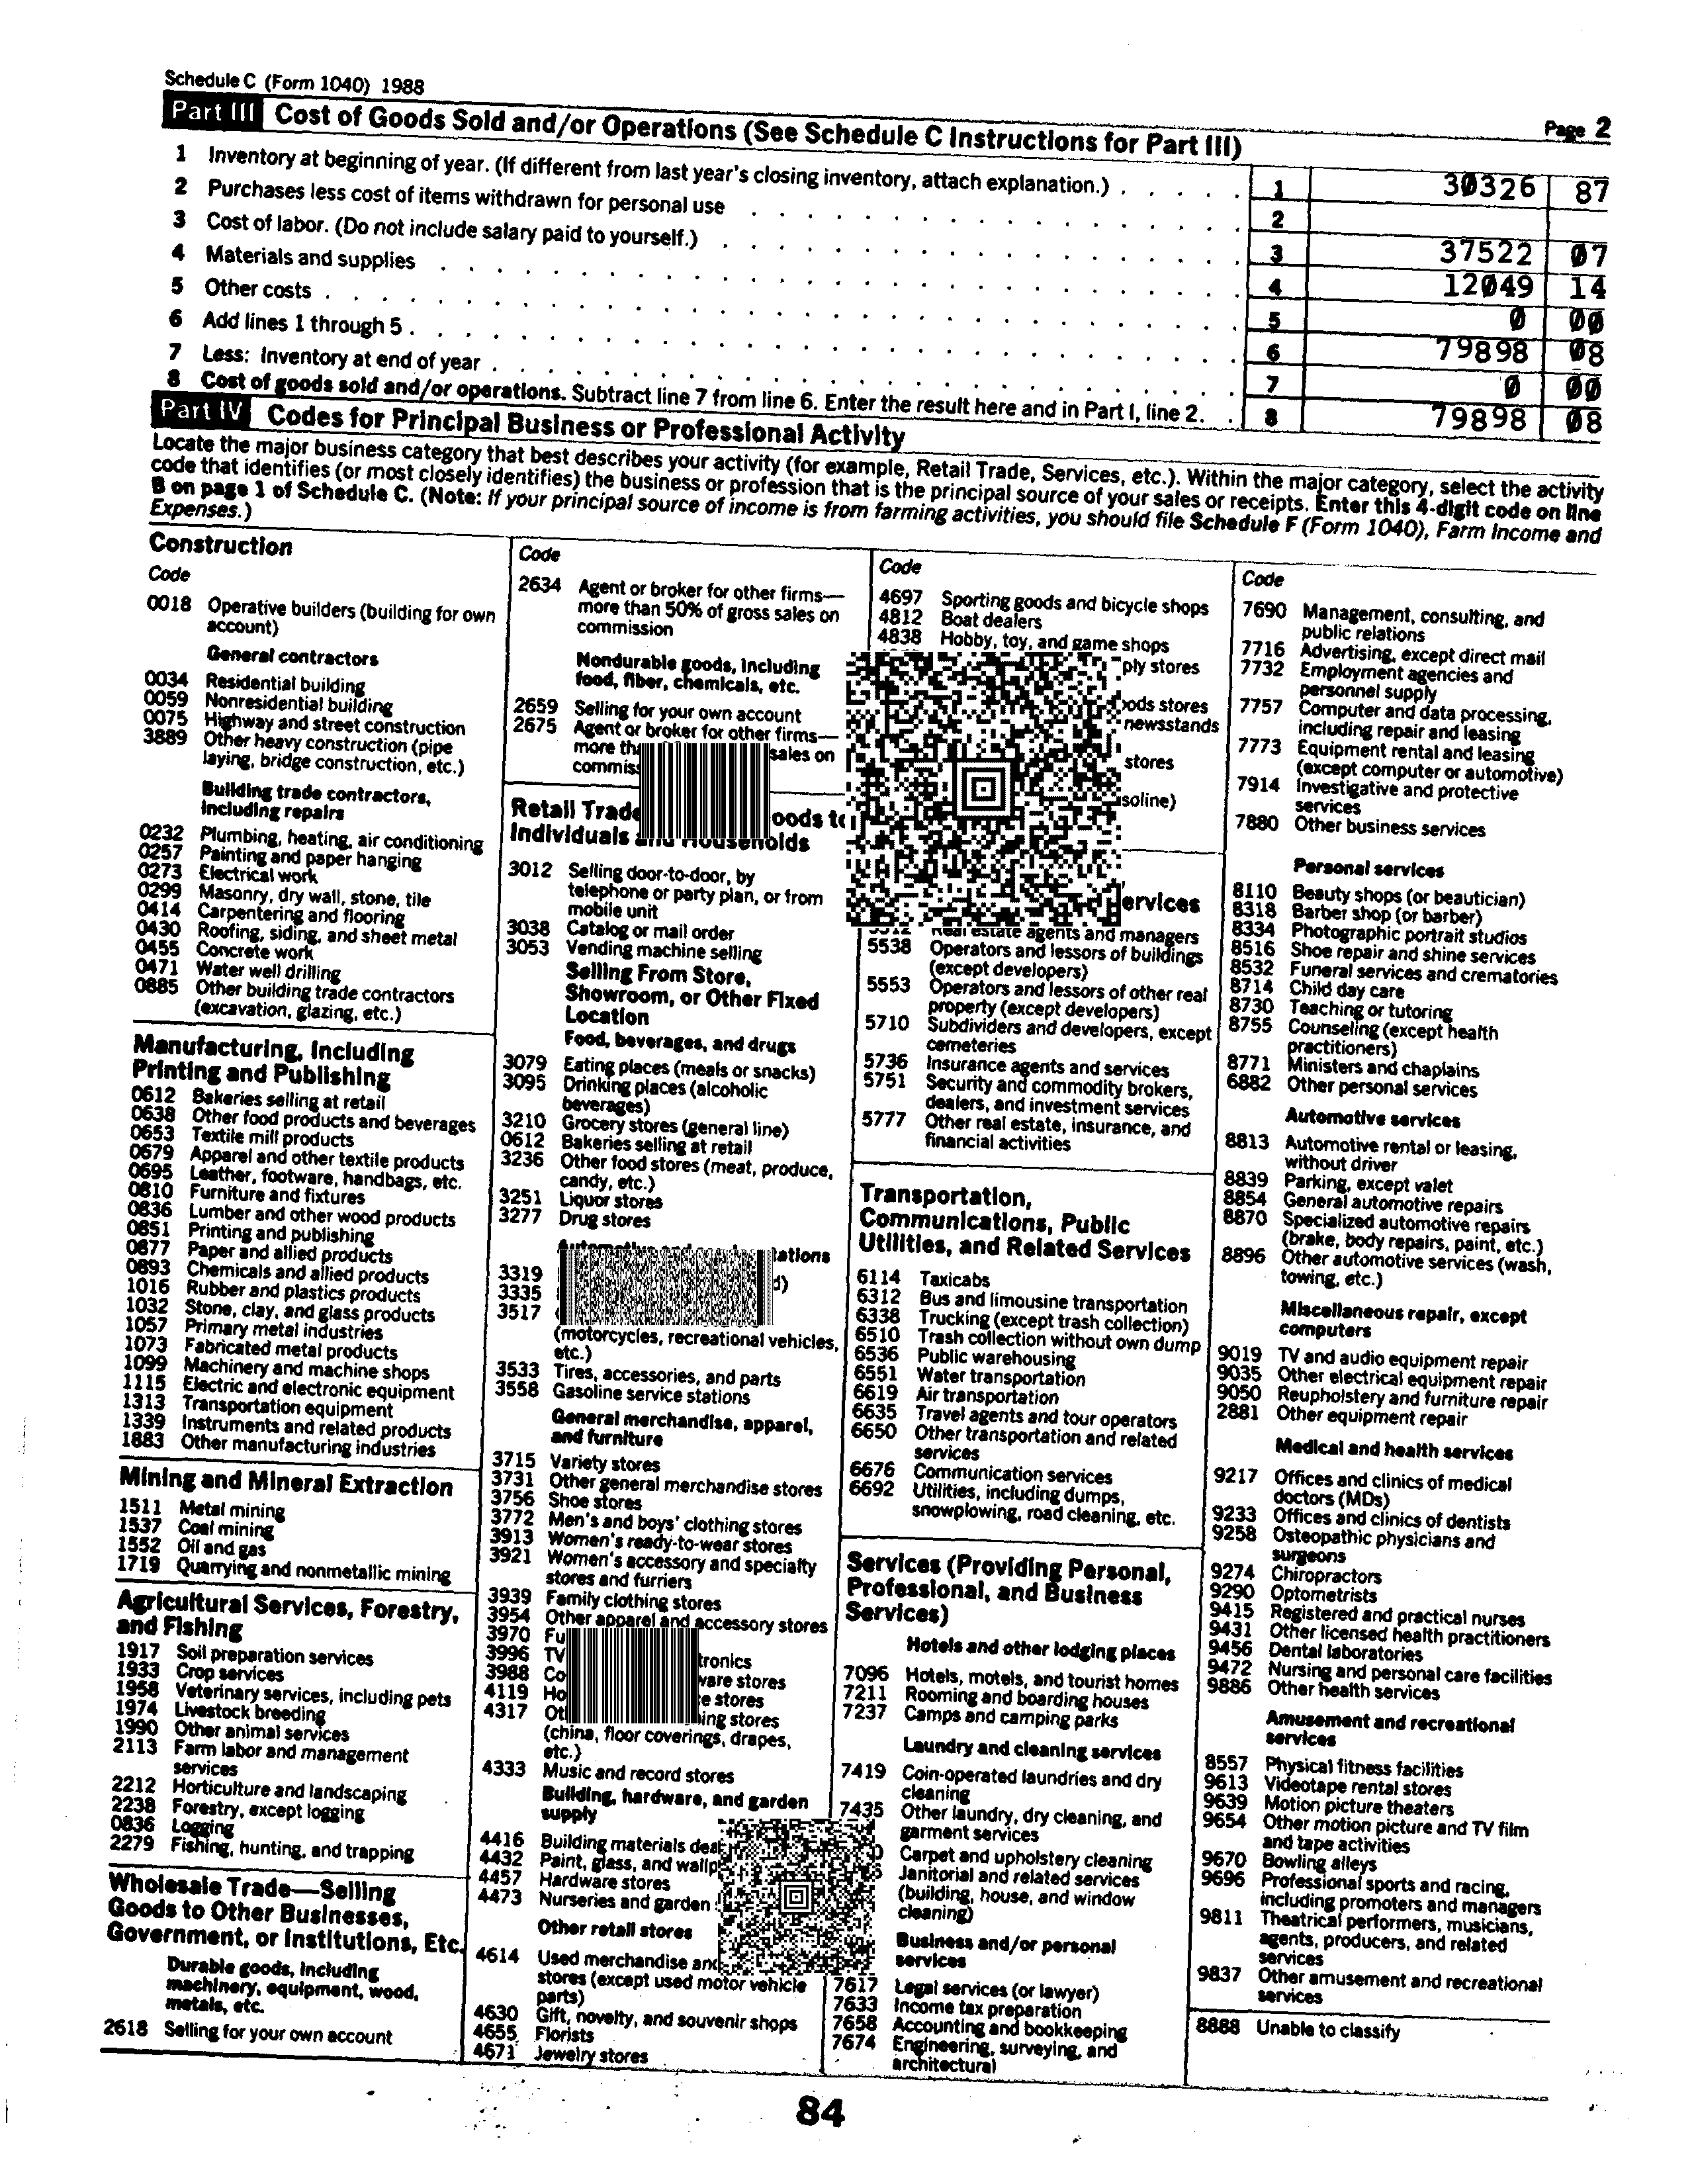 Schedule C (Form 1040) 1988
Page 2
Part III Cost of Goods Sold and/or Operations (See Schedule C Instructions for Part III)
1 Inventory at beginning of year. (If different from last year's closing inventory, attach explanation.) 1 30326 87
2 Purchases less cost of items withdrawn for personal use 2
3 Cost of labor. (Do not include salary paid to yourself.) 3 37522 07
4 Materials and supplies 4 12049 14
5 Other costs 5 0 00
6 Add lines 1 through 5 6 79898 08
7 Less: Inventory at end of year 7 0 00
8 Cost of goods sold and/or operations. Subtract line 7 from line 6. Enter the result here and in Part I, line 2. 8 79898 08
Part IV Codes for Principal Business or Professional Activity
Locate the major business category that best describes your activity (for example, Retail Trade, Services, etc.). Within the major category, select the activity
code that identifies (or most closely identifies) the business or profession that is the principal source of your sales or receipts. Enter this 4-digit code on line
B on page 1 of Schedule C. (Note: If your principal source of income is from farming activities, you should file Schedule F (Form 1040), Farm Income and
Expenses.)
Construction
Code
0018 Operative builders (building for own
account)
General contractors
0034 Residential building
0059 Nonresidential building
0075 Highway and street construction
3889 Other heavy construction (pipe
laying, bridge construction, etc.)
Building trade contractors,
including repairs
0232 Plumbing, heating, air conditioning
0257 Painting and paper hanging
0273 Electrical work
0299 Masonry, dry wall, stone, tile
0414 Carpentering and flooring
0430 Roofing, siding, and sheet metal
0455 Concrete work
0471 Water well drilling
0885 Other building trade contractors
(excavation, glazing, etc.)
Manufacturing, Including
Printing and Publishing
0612 Bakeries selling at retail
0638 Other food products and beverages
0653 Textile mill products
0679 Apparel and other textile products
0695 Leather, footware, handbags, etc.
0810 Furniture and fixtures
0836 Lumber and other wood products
0851 Printing and publishing
0877 Paper and allied products
0893 Chemicals and allied products
1016 Rubber and plastics products
1032 Stone, clay, and glass products
1057 Primary metal industries
1073 Fabricated metal products
1099 Machinery and machine shops
1115 Electric and electronic equipment
1313 Transportation equipment
1339 Instruments and related products
1883 Other manufacturing industries
Mining and Mineral Extraction
1511 Metal mining
1537 Coal mining
1552 Oil and gas
1719 Quarrying and nonmetallic mining
Agricultural Services, Forestry,
and Fishing
1917 Soil preparation services
1933 Crop services
1958 Veterinary services, including pets
1974 Livestock breeding
1990 Other animal services
2113 Farm labor and management
services
2212 Horticulture and landscaping
2238 Forestry, except logging
0836 Logging
2279 Fishing, hunting, and trapping
Wholesale Trade—Selling
Goods to Other Businesses,
Government, or Institutions, Etc.
Durable goods, including
machinery, equipment, wood,
metals, etc.
2618 Selling for your own account
Code
2634 Agent or broker for other firms—
more than 50% of gross sales on
commission
Nondurable goods, including
food, fiber, chemicals, etc.
2659 Selling for your own account
2675 Agent or broker for other firms—
more sales on
Retail Trade
Individuals
3012 Selling door-to-door, by
telephone or party plan, or from
mobile unit
3038 Catalog or mail order
3053 Vending machine selling
Selling From Store,
Showroom, or Other Fixed
Location
Food, beverages, and drugs
3079 Eating places (meals or snacks)
3095 Drinking places (alcoholic
beverages)
3210 Grocery stores (general line)
0612 Bakeries selling at retail
3236 Other food stores (meat, produce,
candy, etc.)
3251 Liquor stores
3277 Drug stores
3319
3335
3517
(motorcycles, recreational vehicles,
etc.)
3533 Tires, accessories, and parts
3558 Gasoline service stations
General merchandise, apparel,
and furniture
3715 Variety stores
3731 Other general merchandise stores
3756 Shoe stores
3772 Men's and boys' clothing stores
3913 Women's ready-to-wear stores
3921 Women's accessory and specialty
stores and furriers
3939 Family clothing stores
3954 Other apparel and accessory stores
3970
3996 TV
3988 stores
4119 stores
4317 stores
(china, floor coverings, drapes,
etc.)
4333 Music and record stores
Building, hardware, and garden
supply
4416 Building materials
4432 Paint, glass, and
4457 Hardware stores
4473 Nurseries and garden
Other retail stores
4614 Used merchandise and
stores (except used motor vehicle
parts)
4630 Gift, novelty, and souvenir shops
4655 Florists
4671 Jewelry stores
Code
4697 Sporting goods and bicycle shops
4812 Boat dealers
4838 Hobby, toy, and game shops
stores
stores
newsstands
stores
5538 Real estate agents and managers
Operators and lessors of buildings
(except developers)
5553 Operators and lessors of other real
property (except developers)
5710 Subdividers and developers, except
cemeteries
5736 Insurance agents and services
5751 Security and commodity brokers,
dealers, and investment services
5777 Other real estate, insurance, and
financial activities
Transportation,
Communications, Public
Utilities, and Related Services
6114 Taxicabs
6312 Bus and limousine transportation
6338 Trucking (except trash collection)
6510 Trash collection without own dump
6536 Public warehousing
6551 Water transportation
6619 Air transportation
6635 Travel agents and tour operators
6650 Other transportation and related
services
6676 Communication services
6692 Utilities, including dumps,
snowplowing, road cleaning, etc.
Services (Providing Personal,
Professional, and Business
Services)
Hotels and other lodging places
7096 Hotels, motels, and tourist homes
7211 Rooming and boarding houses
7237 Camps and camping parks
Laundry and cleaning services
7419 Coin-operated laundries and dry
cleaning
7435 Other laundry, dry cleaning, and
garment services
Carpet and upholstery cleaning
Janitorial and related services
(building, house, and window
cleaning)
Business and/or personal
services
7617 Legal services (or lawyer)
7633 Income tax preparation
7658 Accounting and bookkeeping
7674 Engineering, surveying, and
architectural
Code
7690 Management, consulting, and
public relations
7716 Advertising, except direct mail
7732 Employment agencies and
personnel supply
7757 Computer and data processing,
including repair and leasing
7773 Equipment rental and leasing
(except computer or automotive)
7914 Investigative and protective
services
7880 Other business services
Personal services
8110 Beauty shops (or beautician)
8318 Barber shop (or barber)
8334 Photographic portrait studios
8516 Shoe repair and shine services
8532 Funeral services and crematories
8714 Child day care
8730 Teaching or tutoring
8755 Counseling (except health
practitioners)
8771 Ministers and chaplains
6882 Other personal services
Automotive services
8813 Automotive rental or leasing,
without driver
8839 Parking, except valet
8854 General automotive repairs
8870 Specialized automotive repairs
(brake, body repairs, paint, etc.)
8896 Other automotive services (wash,
towing, etc.)
Miscellaneous repair, except
computers
9019 TV and audio equipment repair
9035 Other electrical equipment repair
9050 Reupholstery and furniture repair
2881 Other equipment repair
Medical and health services
9217 Offices and clinics of medical
doctors (MDs)
9233 Offices and clinics of dentists
9258 Osteopathic physicians and
surgeons
9274 Chiropractors
9290 Optometrists
9415 Registered and practical nurses
9431 Other licensed health practitioners
9456 Dental laboratories
9472 Nursing and personal care facilities
9886 Other health services
Amusement and recreational
services
8557 Physical fitness facilities
9613 Videotape rental stores
9639 Motion picture theaters
9654 Other motion picture and TV film
and tape activities
9670 Bowling alleys
9696 Professional sports and racing,
including promoters and managers
9811 Theatrical performers, musicians,
agents, producers, and related
services
9837 Other amusement and recreational
services
8888 Unable to classify
84